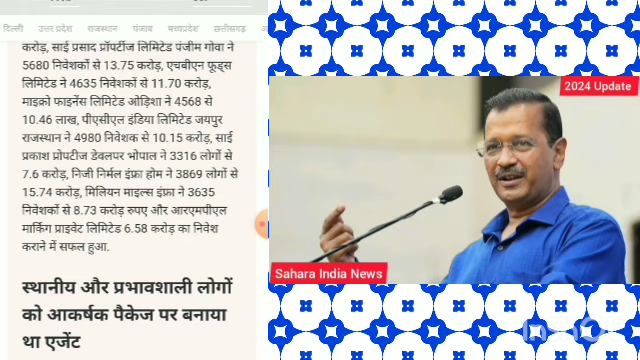 दिल्ली उत्तर प्रदेश राजस्थान पंजाब मध्यप्रदेश छत्तीसगढ़
करोड़, साई प्रसाद प्रॉपर्टीज लिमिटेड पंजीम गोवा ने
5680 निवेशकों से 13.75 करोड़, एचबीएन फूड्स
लिमिटेड ने 4635 निवेशकों से 11.70 करोड़,
माइक्रो फाइनेंस लिमिटेड ओड़िशा ने 4568 से
10.46 लाख, पीएसीएल इंडिया लिमिटेड जयपुर
राजस्थान ने 4980 निवेशक से 10.15 करोड़, साई
प्रकाश प्रोपटीज डेवलपर भोपाल ने 3316 लोगों से
7.6 करोड़, निजी निर्मल इंफ्रा होम ने 3869 लोगों से
15.74 करोड़, मिलियन माइल्स इंफ्रा ने 3635
निवेशकों से 8.73 करोड़ रुपए और आरएमपीएल
मार्किग प्राइवेट लिमिटेड 6.58 करोड़ का निवेश
कराने में सफल हुआ.
स्थानीय और प्रभावशाली लोगों
को आकर्षक पैकेज पर बनाया
था एजेंट
2024 Update
Sahara India News